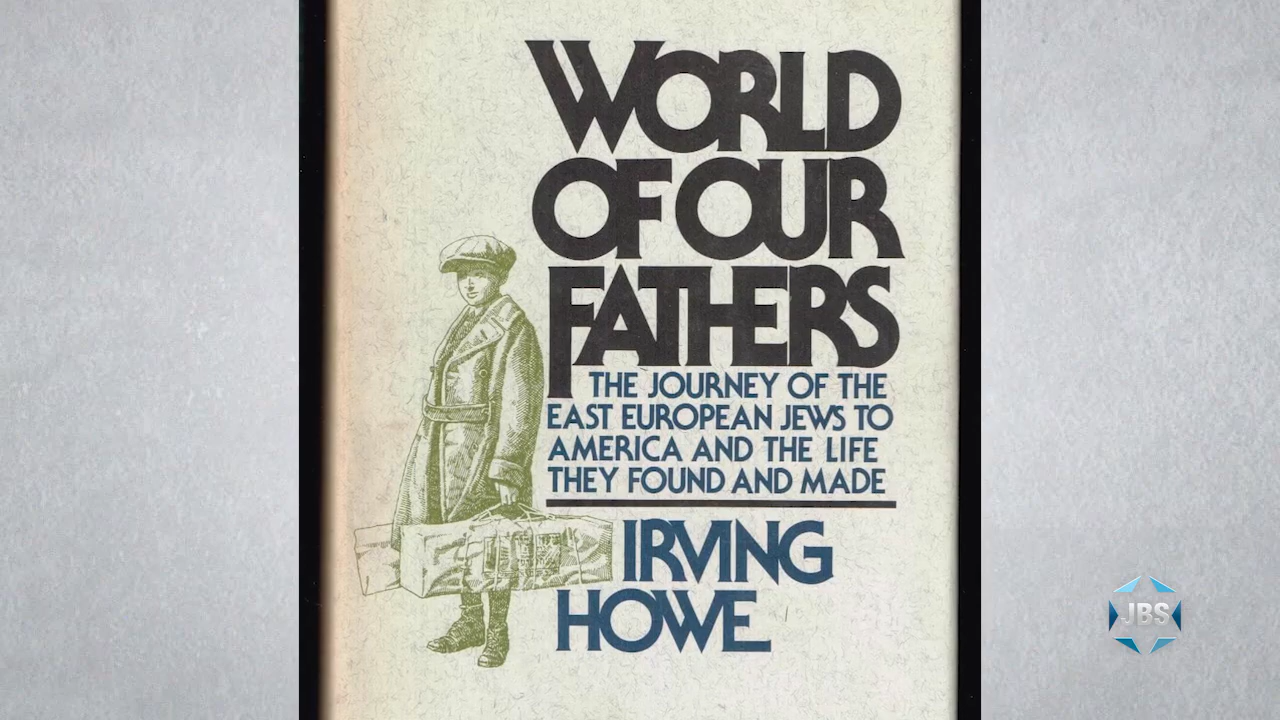 WORLD
OF OUR
FATHERS
THE JOURNEY OF THE
EAST EUROPEAN JEWS TO
AMERICA AND THE LIFE
THEY FOUND AND MADE
IRVING
HOWE
JBS